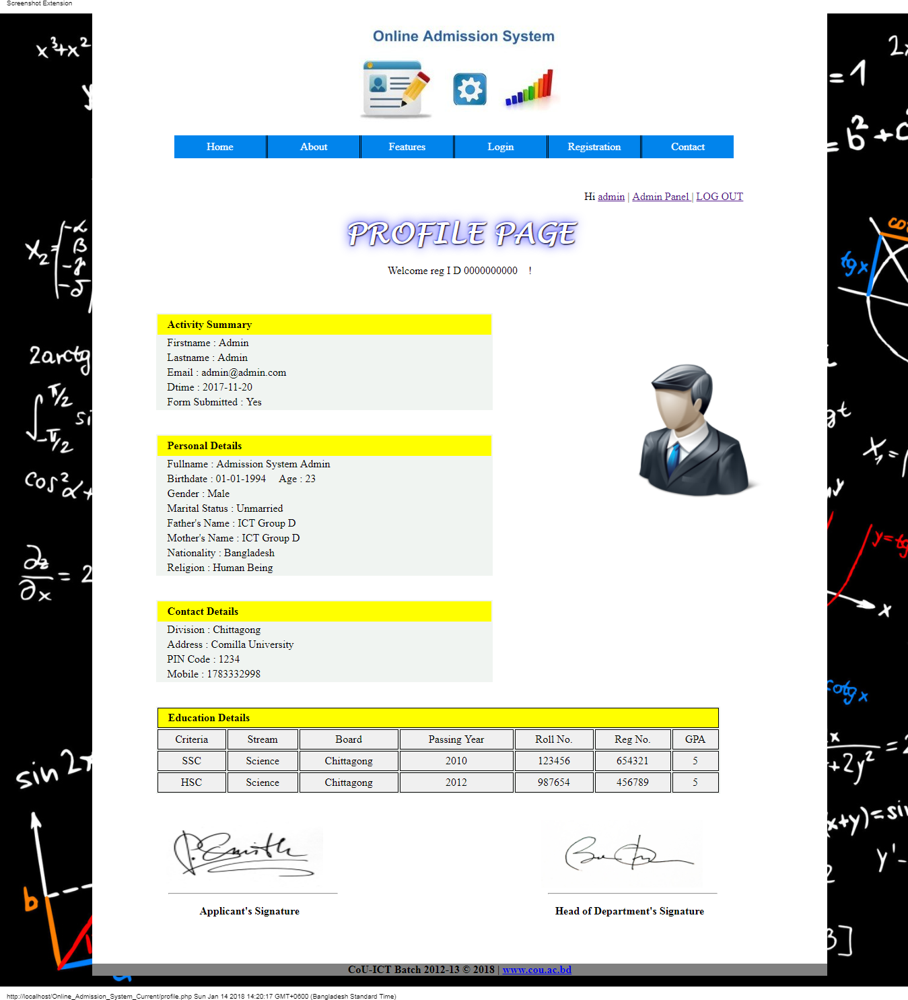 Screenshot Extension
Online Admission System
Home About Features Login Registration Contact
Hi admin | Admin Panel | LOG OUT
PROFILE PAGE
Welcome reg I D 0000000000 !
Activity Summary
Firstname : Admin
Lastname : Admin
Email : admin@admin.com
Dtime : 2017-11-20
Form Submitted : Yes
Personal Details
Fullname : Admission System Admin
Birthdate : 01-01-1994 Age : 23
Gender : Male
Marital Status : Unmarried
Father's Name : ICT Group D
Mother's Name : ICT Group D
Nationality : Bangladesh
Religion : Human Being
Contact Details
Division : Chittagong
Address : Comilla University
PIN Code : 1234
Mobile : 1783332998
Education Details
Criteria Stream Board Passing Year Roll No. Reg No. GPA
SSC Science Chittagong 2010 123456 654321 5
HSC Science Chittagong 2012 987654 456789 5
Applicant's Signature Head of Department's Signature
CoU-ICT Batch 2012-13 © 2018 | www.cou.ac.bd
http://localhost/Online_Admission_System_Current/profile.php Sun Jan 14 2018 14:20:17 GMT+0600 (Bangladesh Standard Time)